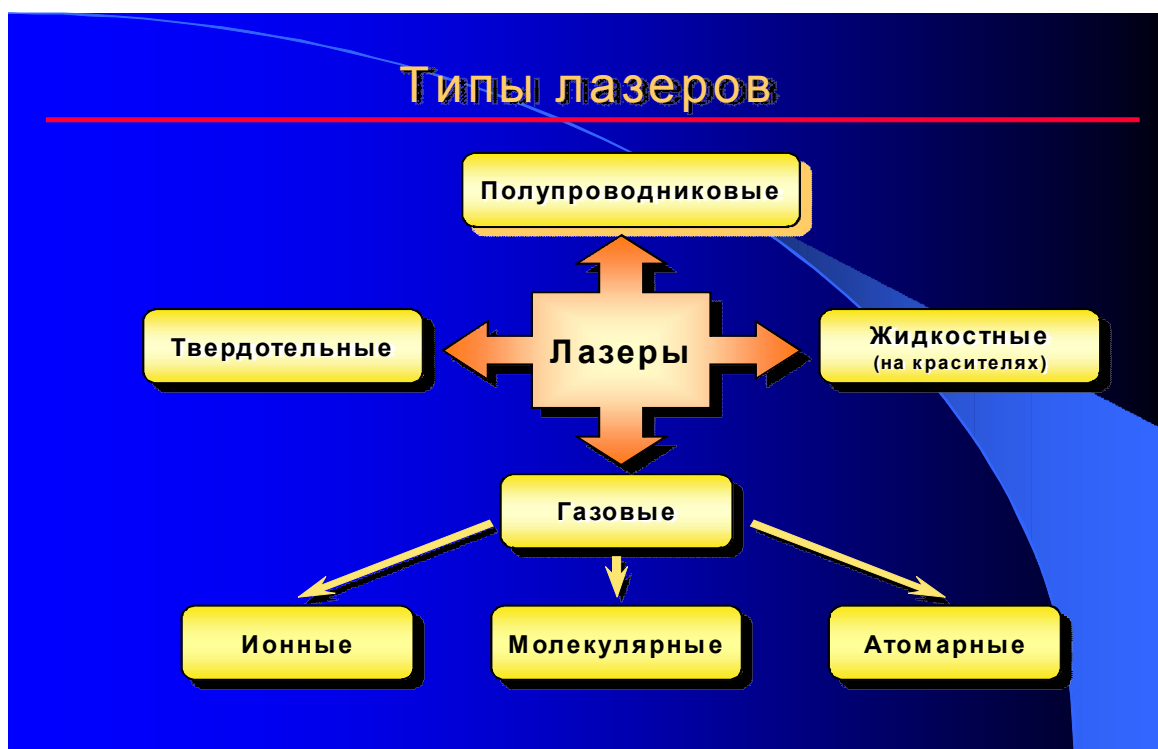 Типы лазеров
Полупроводниковые
Твердотельные
Лазеры
Жидкостные
(на красителях)
Газовые
Ионные
Молекулярные
Атомарные